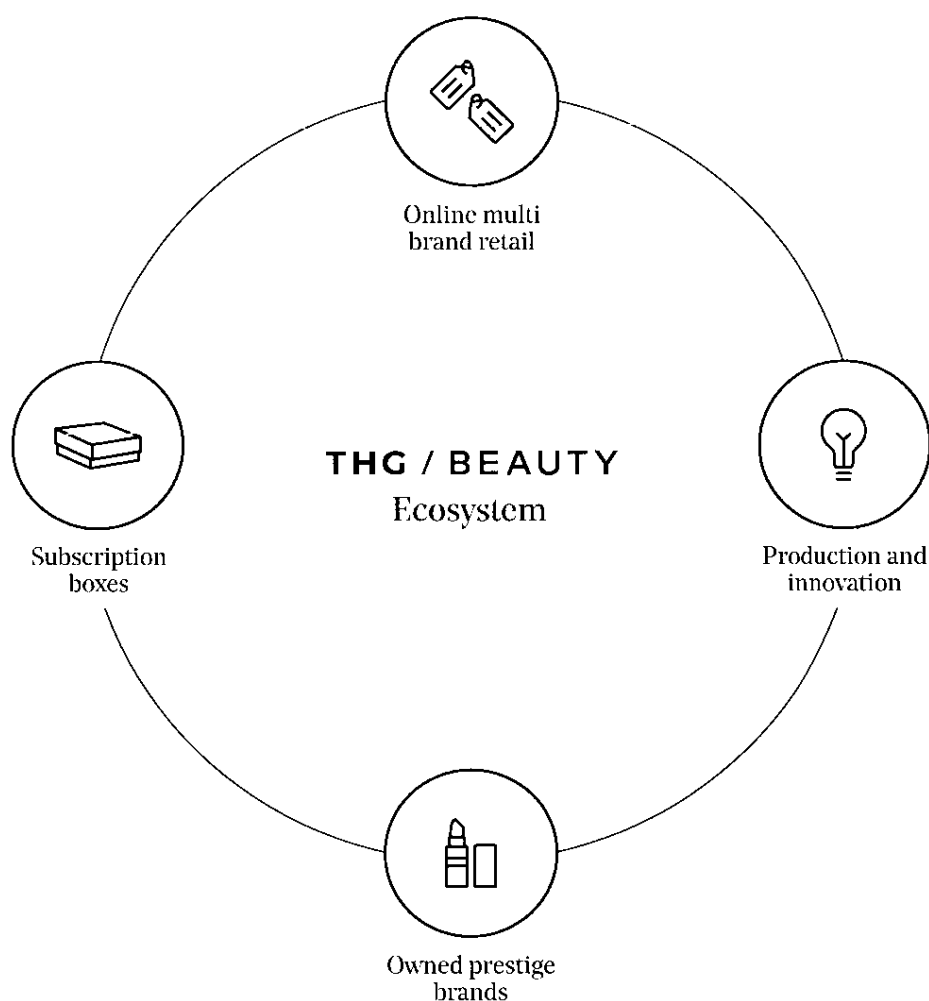 Online multi
brand retail
THG / BEAUTY
Ecosystem
Subscription
boxes
Production and
innovation
Owned prestige
brands